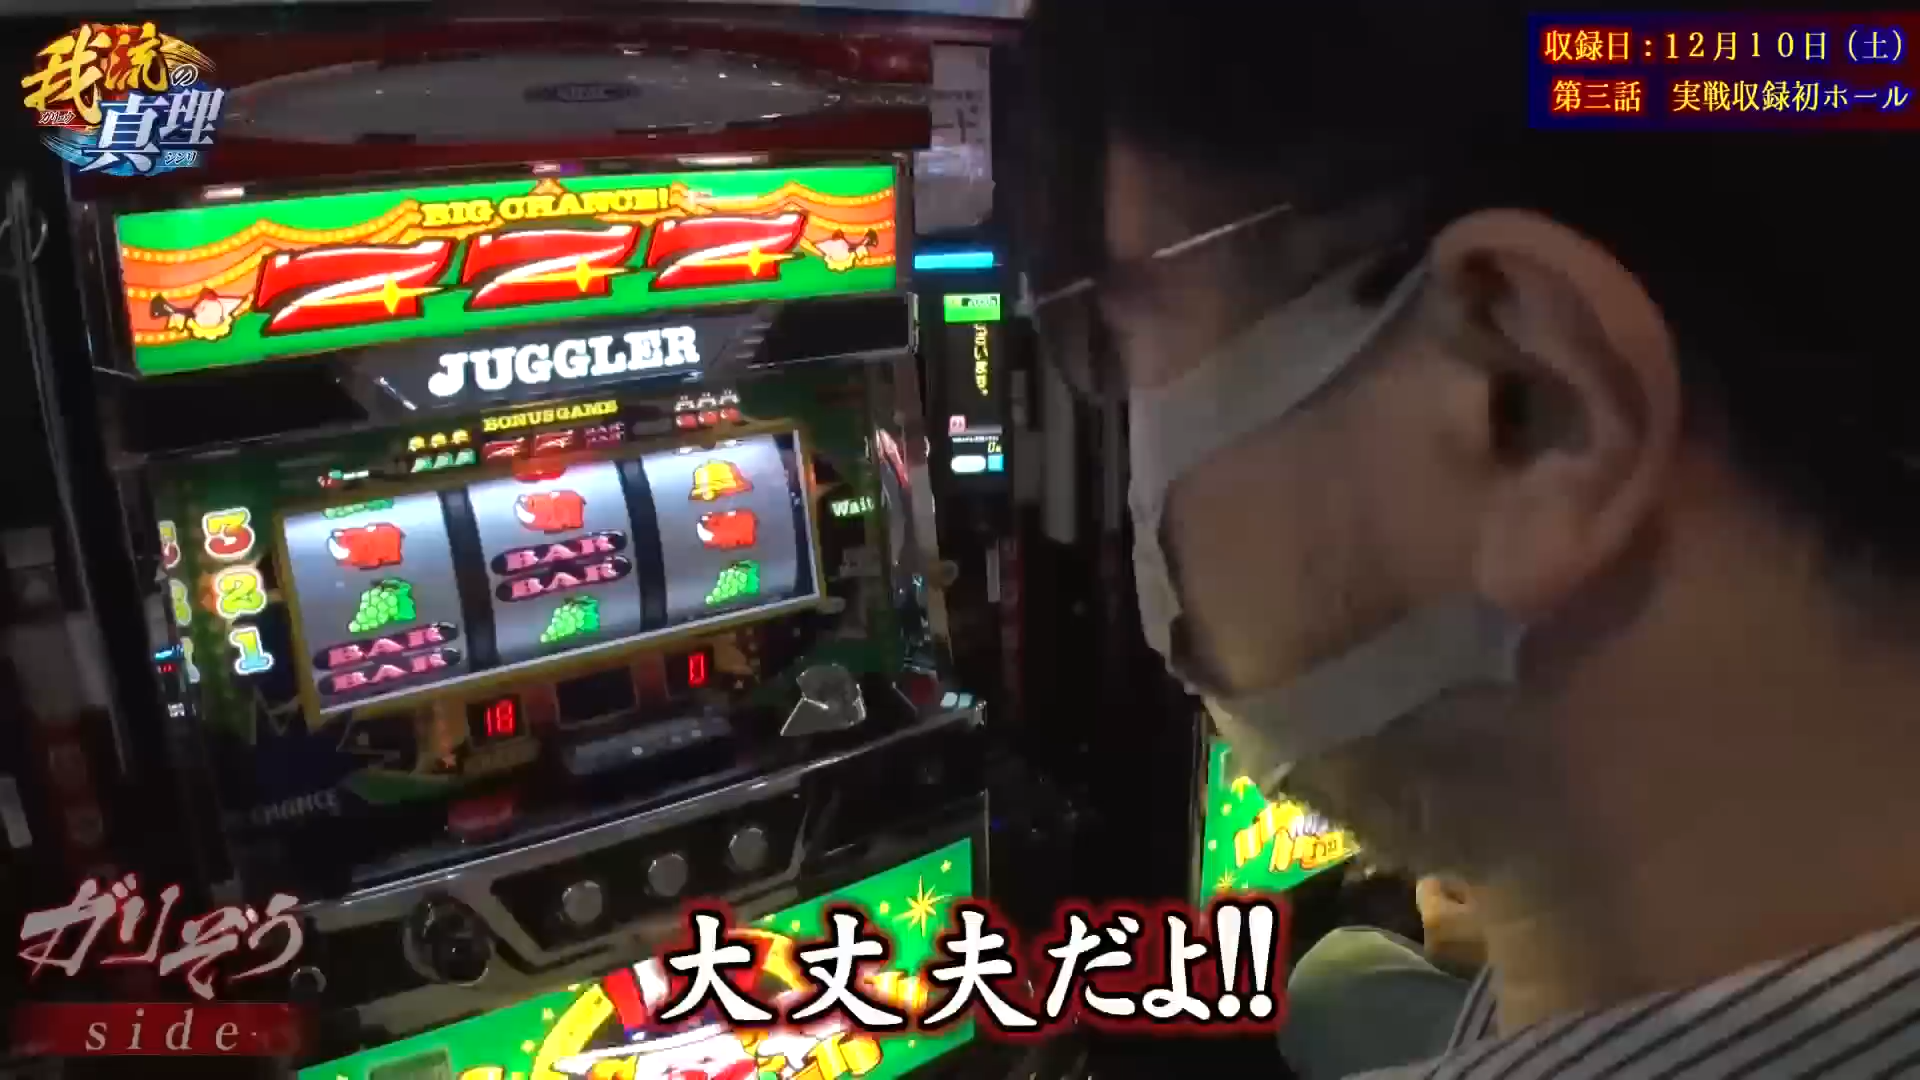 我流の真理
ガリュウ
シンリ
収録日：１２月１０日（土）
第三話　実戦収録初ホール
BIG CHANCE!
777
JUGGLER
BONUS GAME
Wait
3
2
1
BAR
BAR
BAR
BAR
18
0
CHANCE
ガリぞう
side
大丈夫だよ!!